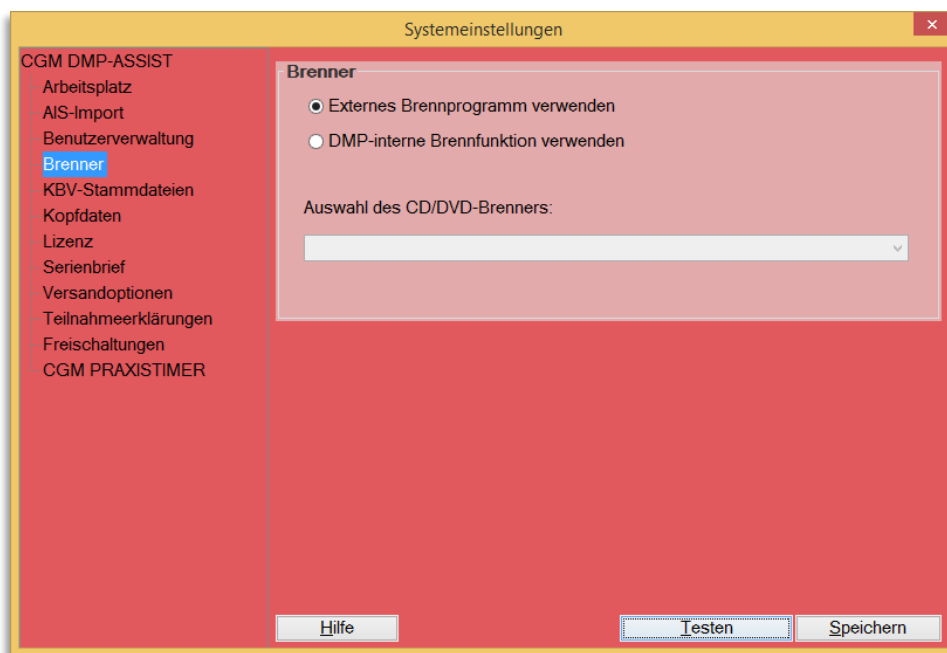 Systemeinstellungen
CGM DMP-ASSIST
Arbeitsplatz
AIS-Import
Benutzerverwaltung
Brenner
KBV-Stammdateien
Kopfdaten
Lizenz
Serienbrief
Versandoptionen
Teilnahmeerklärungen
Freischaltungen
CGM PRAXISTIMER
Brenner
Externes Brennprogramm verwenden
DMP-interne Brennfunktion verwenden
Auswahl des CD/DVD-Brenners:
Hilfe
Testen
Speichern